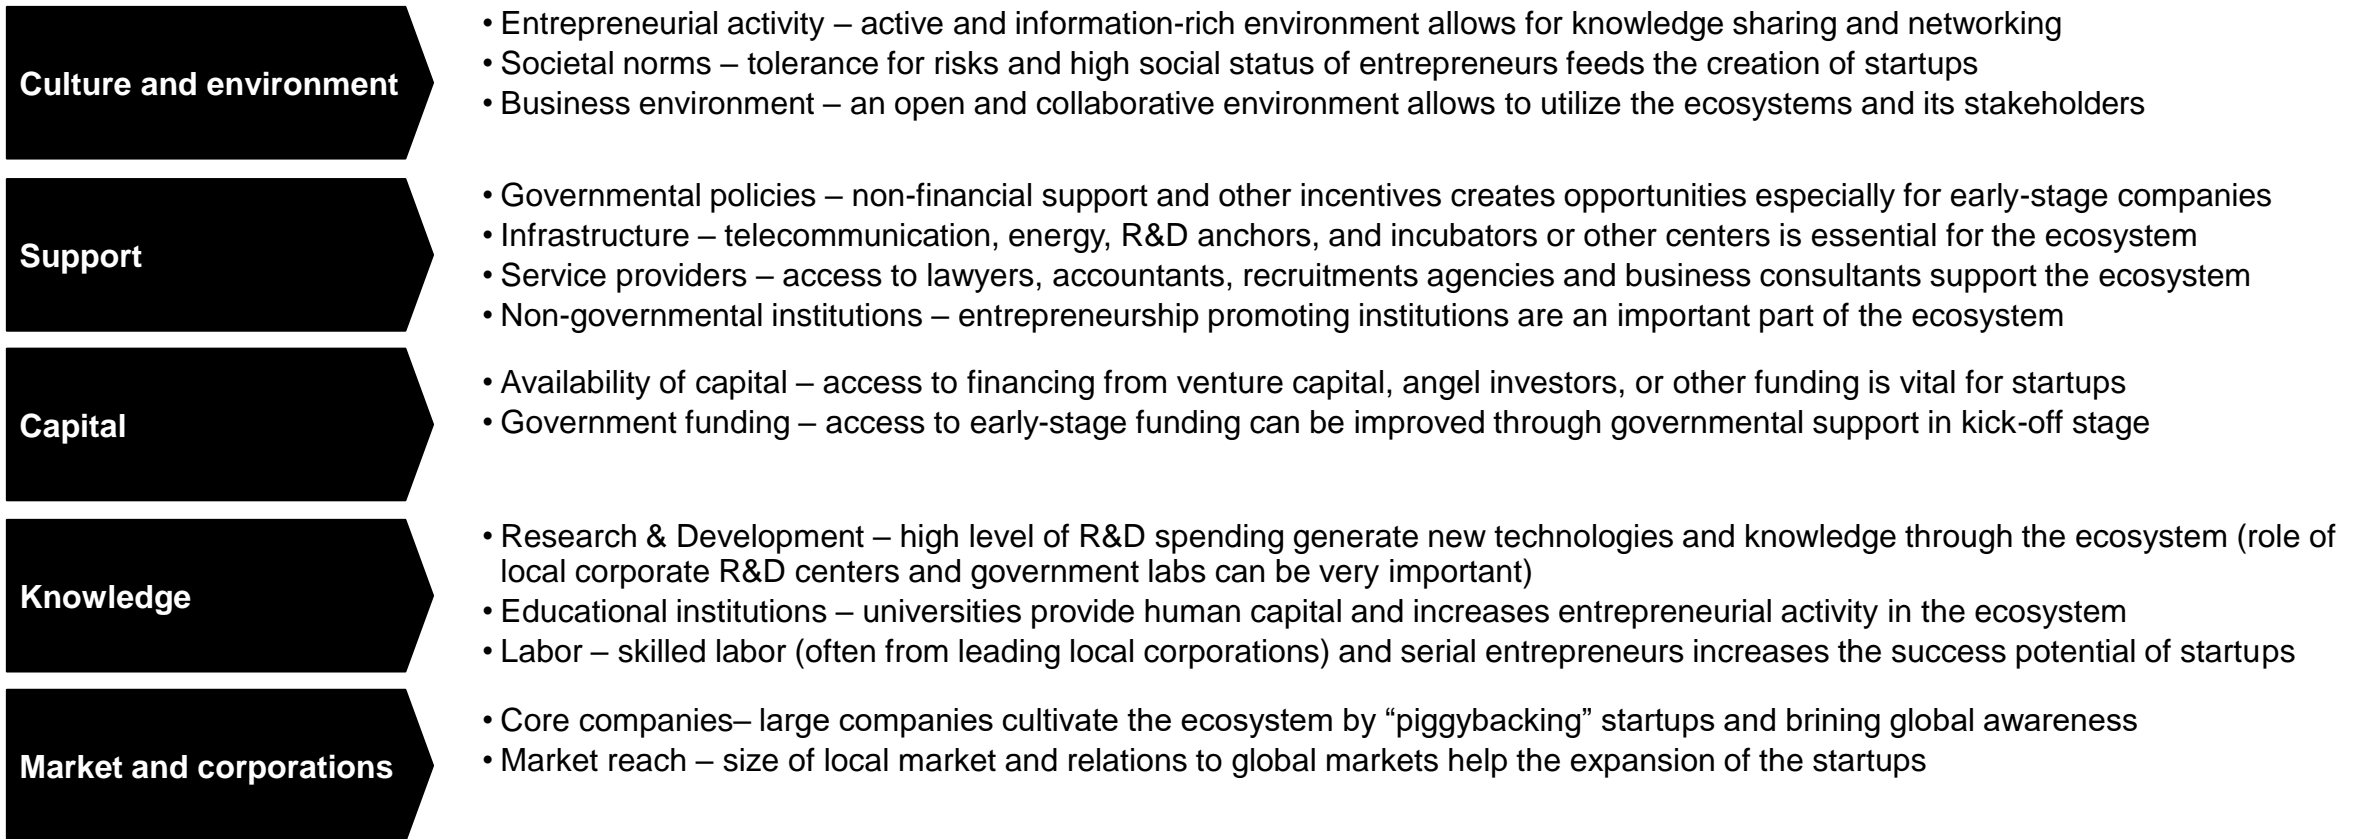 Culture and environment
• Entrepreneurial activity – active and information-rich environment allows for knowledge sharing and networking
• Societal norms – tolerance for risks and high social status of entrepreneurs feeds the creation of startups
• Business environment – an open and collaborative environment allows to utilize the ecosystems and its stakeholders
Support
• Governmental policies – non-financial support and other incentives creates opportunities especially for early-stage companies
• Infrastructure – telecommunication, energy, R&D anchors, and incubators or other centers is essential for the ecosystem
• Service providers – access to lawyers, accountants, recruitments agencies and business consultants support the ecosystem
• Non-governmental institutions – entrepreneurship promoting institutions are an important part of the ecosystem
Capital
• Availability of capital – access to financing from venture capital, angel investors, or other funding is vital for startups
• Government funding – access to early-stage funding can be improved through governmental support in kick-off stage
Knowledge
• Research & Development – high level of R&D spending generate new technologies and knowledge through the ecosystem (role of
local corporate R&D centers and government labs can be very important)
• Educational institutions – universities provide human capital and increases entrepreneurial activity in the ecosystem
• Labor – skilled labor (often from leading local corporations) and serial entrepreneurs increases the success potential of startups
Market and corporations
• Core companies– large companies cultivate the ecosystem by “piggybacking” startups and brining global awareness
• Market reach – size of local market and relations to global markets help the expansion of the startups